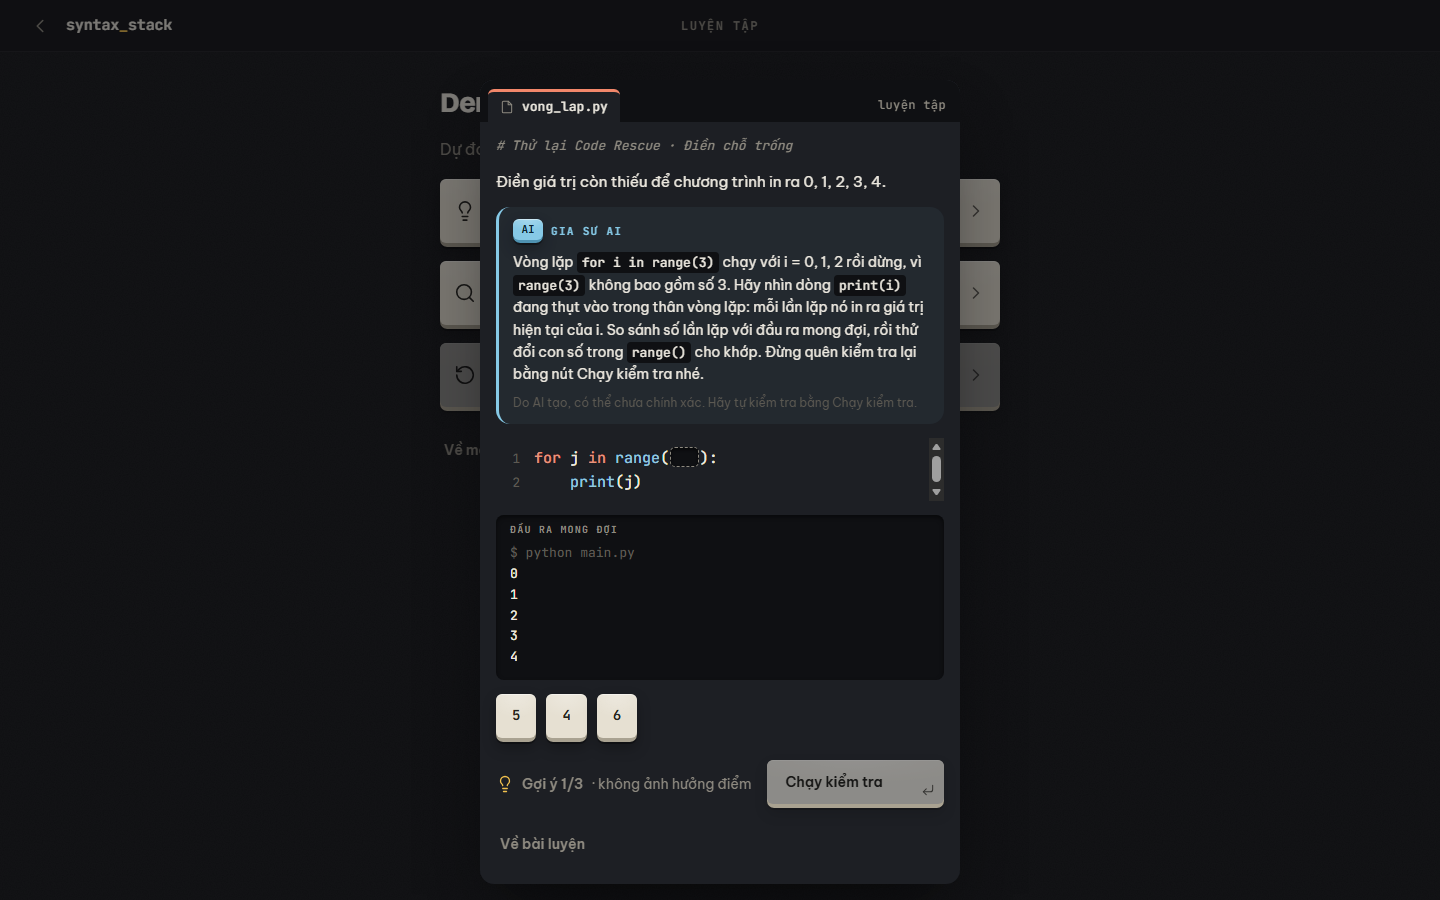 syntax_stack
LUYỆN TẬP
vong_lap.py
luyện tập
# Thử lại Code Rescue · Điền chỗ trống
Dự đo
Điền giá trị còn thiếu để chương trình in ra 0, 1, 2, 3, 4.
AI GIA SƯ AI
Vòng lặp for i in range(3) chạy với i = 0, 1, 2 rồi dừng, vì
range(3) không bao gồm số 3. Hãy nhìn dòng print(i)
đang thụt vào trong thân vòng lặp: mỗi lần lặp nó in ra giá trị
hiện tại của i. So sánh số lần lặp với đầu ra mong đợi, rồi thử
đổi con số trong range() cho khớp. Đừng quên kiểm tra lại
bằng nút Chạy kiểm tra nhé.
Do AI tạo, có thể chưa chính xác. Hãy tự kiểm tra bằng Chạy kiểm tra.
Về m
1 for j in range( ):
2 print(j)
ĐẦU RA MONG ĐỢI
$ python main.py
0
1
2
3
4
5 4 6
Gợi ý 1/3 · không ảnh hưởng điểm
Chạy kiểm tra
Về bài luyện